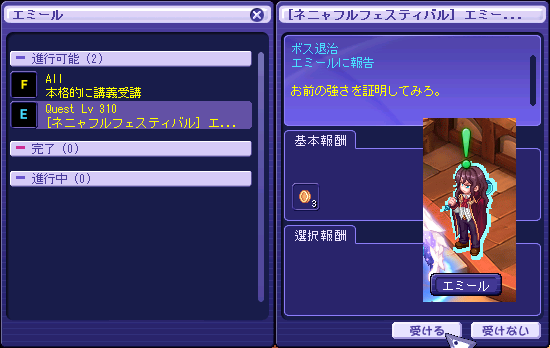 エミール
進行可能 (2)
F
All
本格的に講義受講
E
Quest Lv 310
[ネニャフルフェスティバル] エ...
完了 (0)
進行中 (0)
[ネニャフルフェスティバル] エミー...
ボス退治
エミールに報告
お前の強さを証明してみろ。
基本報酬
3
選択報酬
エミール
受ける
受けない